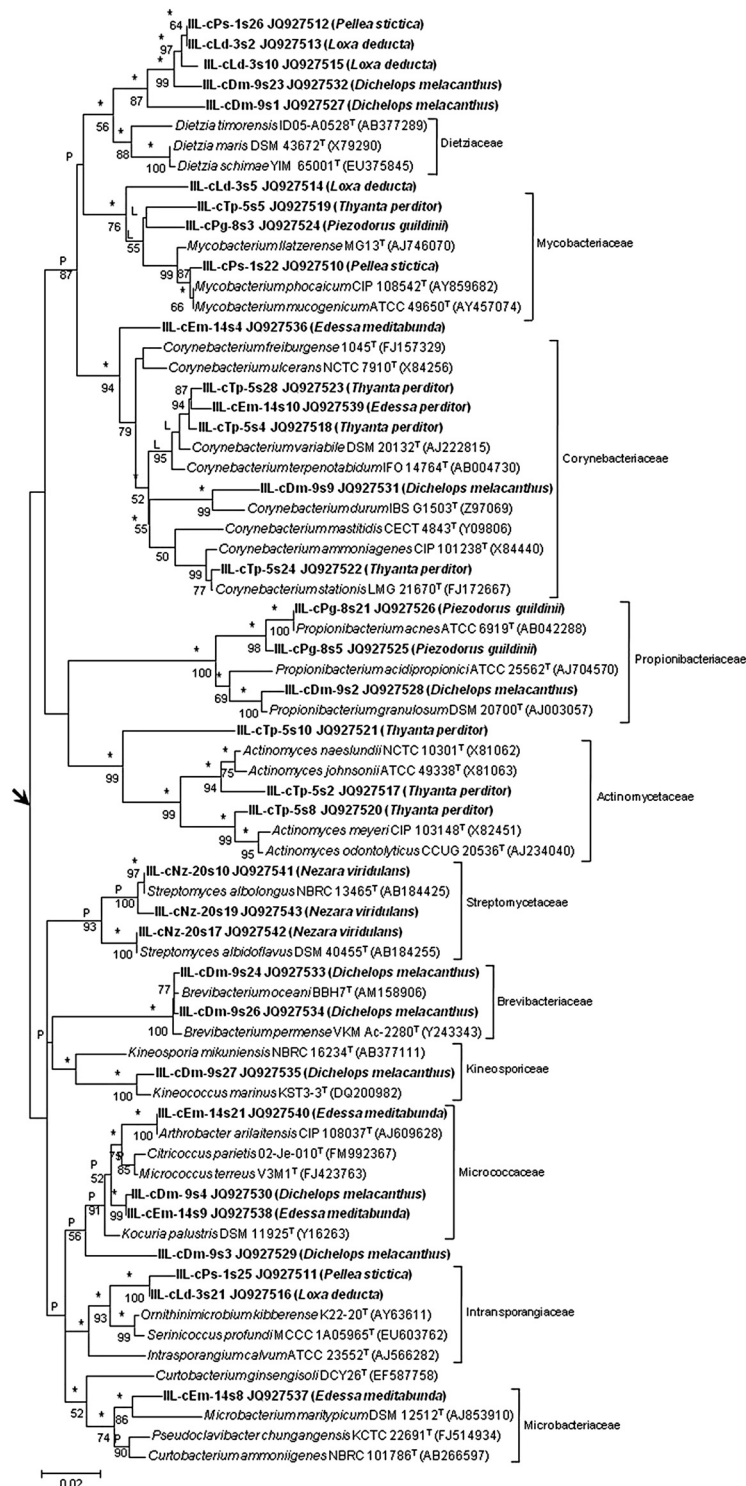 *
64 IIL-cPs-1s26 JQ927512 (Pellea stictica)
*
97 IIL-cLd-3s2 JQ927513 (Loxa deducta)
* IIL-cLd-3s10 JQ927515 (Loxa deducta)
* 99 IIL-cDm-9s23 JQ927532 (Dichelops melacanthus)
* 87 IIL-cDm-9s1 JQ927527 (Dichelops melacanthus)
56 * Dietzia timorensis ID05-A0528T (AB377289)
88 Dietzia maris DSM 43672T (X79290) Dietziaceae
100 Dietzia schimae YIM 65001T (EU375845)
P
* IIL-cLd-3s5 JQ927514 (Loxa deducta)
76 L IIL-cTp-5s5 JQ927519 (Thyanta perditor)
L 55 IIL-cPg-8s3 JQ927524 (Piezodorus guildinii)
Mycobacterium llatzerense MG13T (AJ746070) Mycobacteriaceae
P 87 99 87 IIL-cPs-1s22 JQ927510 (Pellea stictica)
* Mycobacterium phocaicum CIP 108542T (AY859682)
66 Mycobacterium mucogenicum ATCC 49650T (AY457074)
IIL-cEm-14s4 JQ927536 (Edessa meditabunda)
Corynebacterium freiburgense 1045T (FJ157329)
* 94 Corynebacterium ulcerans NCTC 7910T (X84256)
87 IIL-cTp-5s28 JQ927523 (Thyanta perditor)
94 IIL-cEm-14s10 JQ927539 (Edessa perditor)
79 L IIL-cTp-5s4 JQ927518 (Thyanta perditor)
L Corynebacterium variabile DSM 20132T (AJ222815)
95 Corynebacterium terpenotabidum IFO 14764T (AB004730) Corynebacteriaceae
* 52 * IIL-cDm-9s9 JQ927531 (Dichelops melacanthus)
99 Corynebacterium durum IBS G1503T (Z97069)
* 55 Corynebacterium mastitidis CECT 4843T (Y09806)
50 Corynebacterium ammoniagenes CIP 101238T (X84440)
99 IIL-cTp-5s24 JQ927522 (Thyanta perditor)
77 Corynebacterium stationis LMG 21670T (FJ172667)
* IIL-cPg-8s21 JQ927526 (Piezodorus guildinii)
* 100 Propionibacterium acnes ATCC 6919T (AB042288)
* 98 IIL-cPg-8s5 JQ927525 (Piezodorus guildinii)
100 * Propionibacterium acidipropionici ATCC 25562T (AJ704570) Propionibacteriaceae
69 * IIL-cDm-9s2 JQ927528 (Dichelops melacanthus)
100 Propionibacterium granulosum DSM 20700T (AJ003057)
IIL-cTp-5s10 JQ927521 (Thyanta perditor)
* 99 * Actinomyces naeslundii NCTC 10301T (X81062)
* 75 Actinomyces johnsonii ATCC 49338T (X81063)
* 94 IIL-cTp-5s2 JQ927517 (Thyanta perditor)
99 * IIL-cTp-5s8 JQ927520 (Thyanta perditor) Actinomycetaceae
99 * Actinomyces meyeri CIP 103148T (X82451)
95 Actinomyces odontolyticus CCUG 20536T (AJ234040)
*
97 IIL-cNz-20s10 JQ927541 (Nezara viridulans)
P 100 Streptomyces albolongus NBRC 13465T (AB184425)
P 93 IIL-cNz-20s19 JQ927543 (Nezara viridulans) Streptomycetaceae
* IIL-cNz-20s17 JQ927542 (Nezara viridulans)
100 Streptomyces albidoflavus DSM 40455T (AB184255)
IIL-cDm-9s24 JQ927533 (Dichelops melacanthus)
77 Brevibacterium oceani BBH7T (AM158906)
* IIL-cDm-9s26 JQ927534 (Dichelops melacanthus) Brevibacteriaceae
P 100 Brevibacterium permense VKM Ac-2280T (Y243343)
Kineosporia mikuniensis NBRC 16234T (AB377111)
* * IIL-cDm-9s27 JQ927535 (Dichelops melacanthus) Kineosporiceae
100 Kineococcus marinus KST3-3T (DQ200982)
* IIL-cEm-14s21 JQ927540 (Edessa meditabunda)
* 100 Arthrobacter arilaitensis CIP 108037T (AJ609628)
75 P Citricoccus parietis 02-Je-010T (FM992367)
P 52 85 Micrococcus terreus V3M1T (FJ423763) Micrococcaceae
P 91 * IIL-cDm-9s4 JQ927530 (Dichelops melacanthus)
99 IIL-cEm-14s9 JQ927538 (Edessa meditabunda)
P 56 Kocuria palustris DSM 11925T (Y16263)
IIL-cDm-9s3 JQ927529 (Dichelops melacanthus)
* IIL-cPs-1s25 JQ927511 (Pellea stictica)
P * 100 IIL-cLd-3s21 JQ927516 (Loxa deducta)
* 93 * Ornithinimicrobium kibberense K22-20T (AY63611) Intransporangiaceae
99 Serinicoccus profundi MCCC 1A05965T (EU603762)
Intrasporangium calvum ATCC 23552T (AJ566282)
* Curtobacterium ginsengisoli DCY26T (EF587758)
52 * IIL-cEm-14s8 JQ927537 (Edessa meditabunda)
* 86 Microbacterium maritypicum DSM 12512T (AJ853910)
74 P Pseudoclavibacter chungangensis KCTC 22691T (FJ514934) Microbacteriaceae
90 Curtobacterium ammoniigenes NBRC 101786T (AB266597)
0.02